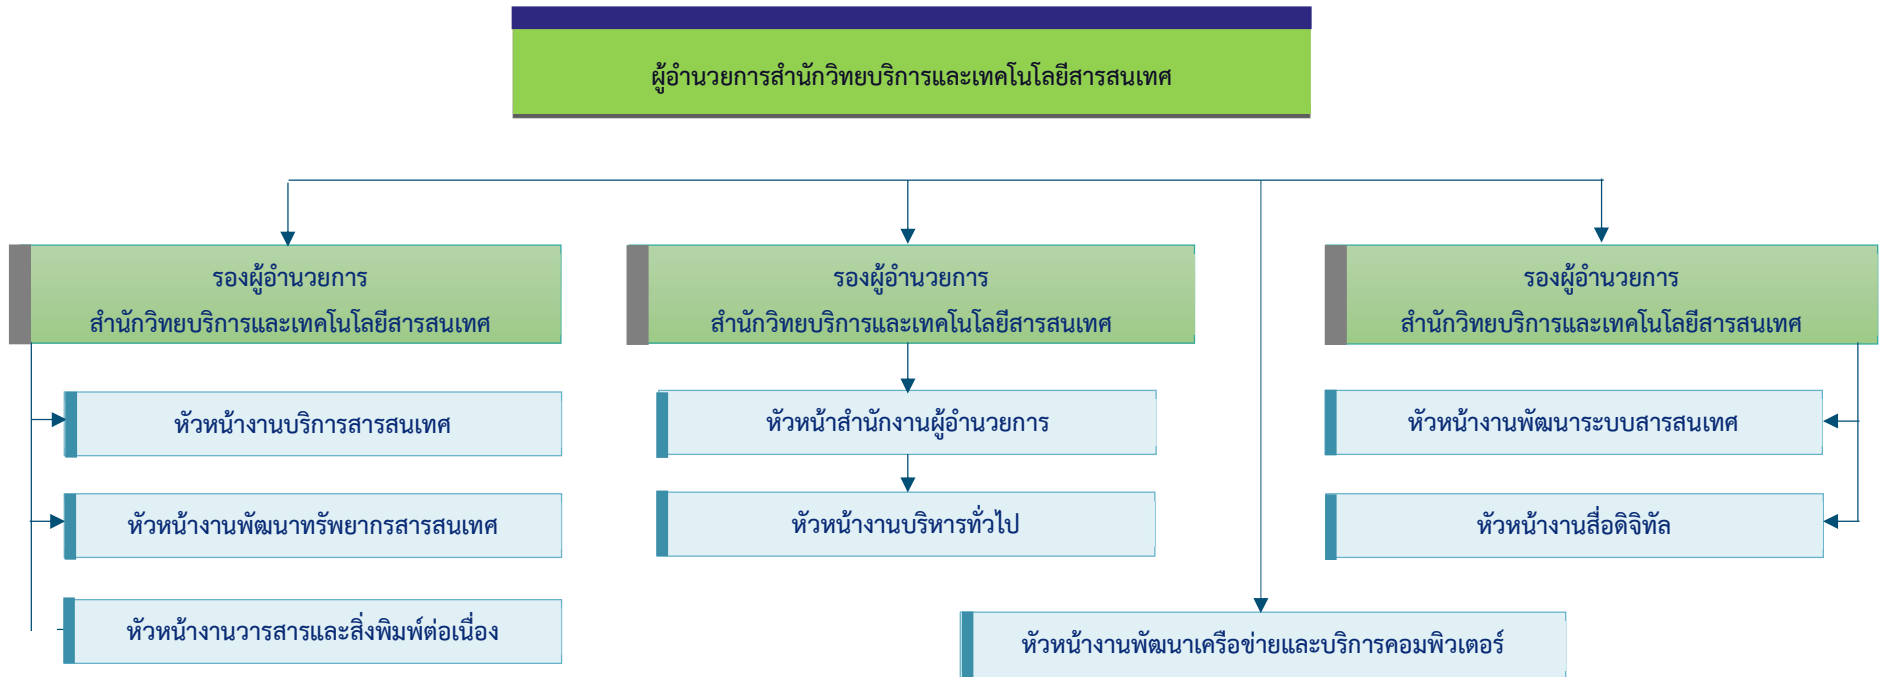 ผู้อำนวยการสำนักวิทยบริการและเทคโนโลยีสารสนเทศ
รองผู้อำนวยการ
สำนักวิทยบริการและเทคโนโลยีสารสนเทศ
หัวหน้างานบริการสารสนเทศ
หัวหน้างานพัฒนาทรัพยากรสารสนเทศ
หัวหน้างานวารสารและสิ่งพิมพ์ต่อเนื่อง
รองผู้อำนวยการ
สำนักวิทยบริการและเทคโนโลยีสารสนเทศ
หัวหน้าสำนักงานผู้อำนวยการ
หัวหน้างานบริหารทั่วไป
หัวหน้างานพัฒนาเครือข่ายและบริการคอมพิวเตอร์
รองผู้อำนวยการ
สำนักวิทยบริการและเทคโนโลยีสารสนเทศ
หัวหน้างานพัฒนาระบบสารสนเทศ
หัวหน้างานสื่อดิจิทัล